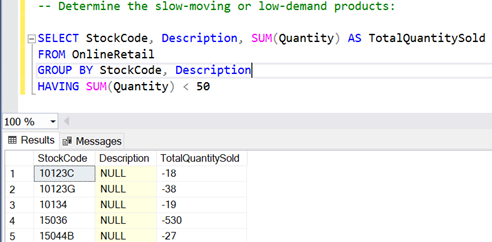 -- Determine the slow-moving or low-demand products:
SELECT StockCode, Description, SUM(Quantity) AS TotalQuantitySold
FROM OnlineRetail
GROUP BY StockCode, Description
HAVING SUM(Quantity) < 50
100 %
Results Messages
StockCode Description TotalQuantitySold
1 10123C NULL -18
2 10123G NULL -38
3 10134 NULL -19
4 15036 NULL -530
5 15044B NULL -27